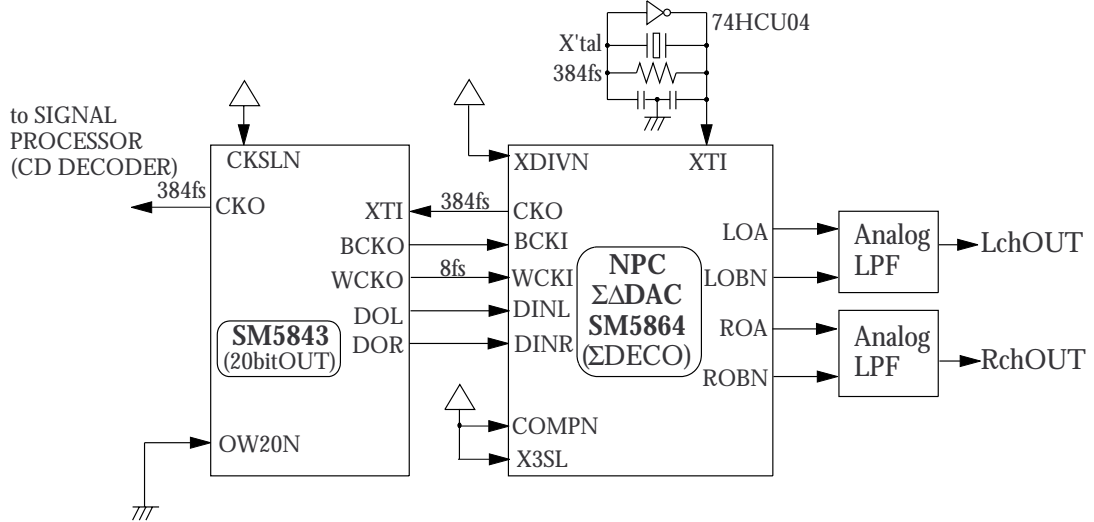 74HCU04
X'tal
384fs
to SIGNAL
PROCESSOR
(CD DECODER)
384fs
CKSLN
CKO
XTI
BCKO
WCKO
DOL
DOR
SM5843
(20bitOUT)
OW20N
384fs
8fs
XDIVN
XTI
CKO
BCKI
WCKI
DINL
DINR
NPC
ΣΔDAC
SM5864
(ΣDECO)
COMPN
X3SL
LOA
LOBN
ROA
ROBN
Analog
LPF
LchOUT
Analog
LPF
RchOUT